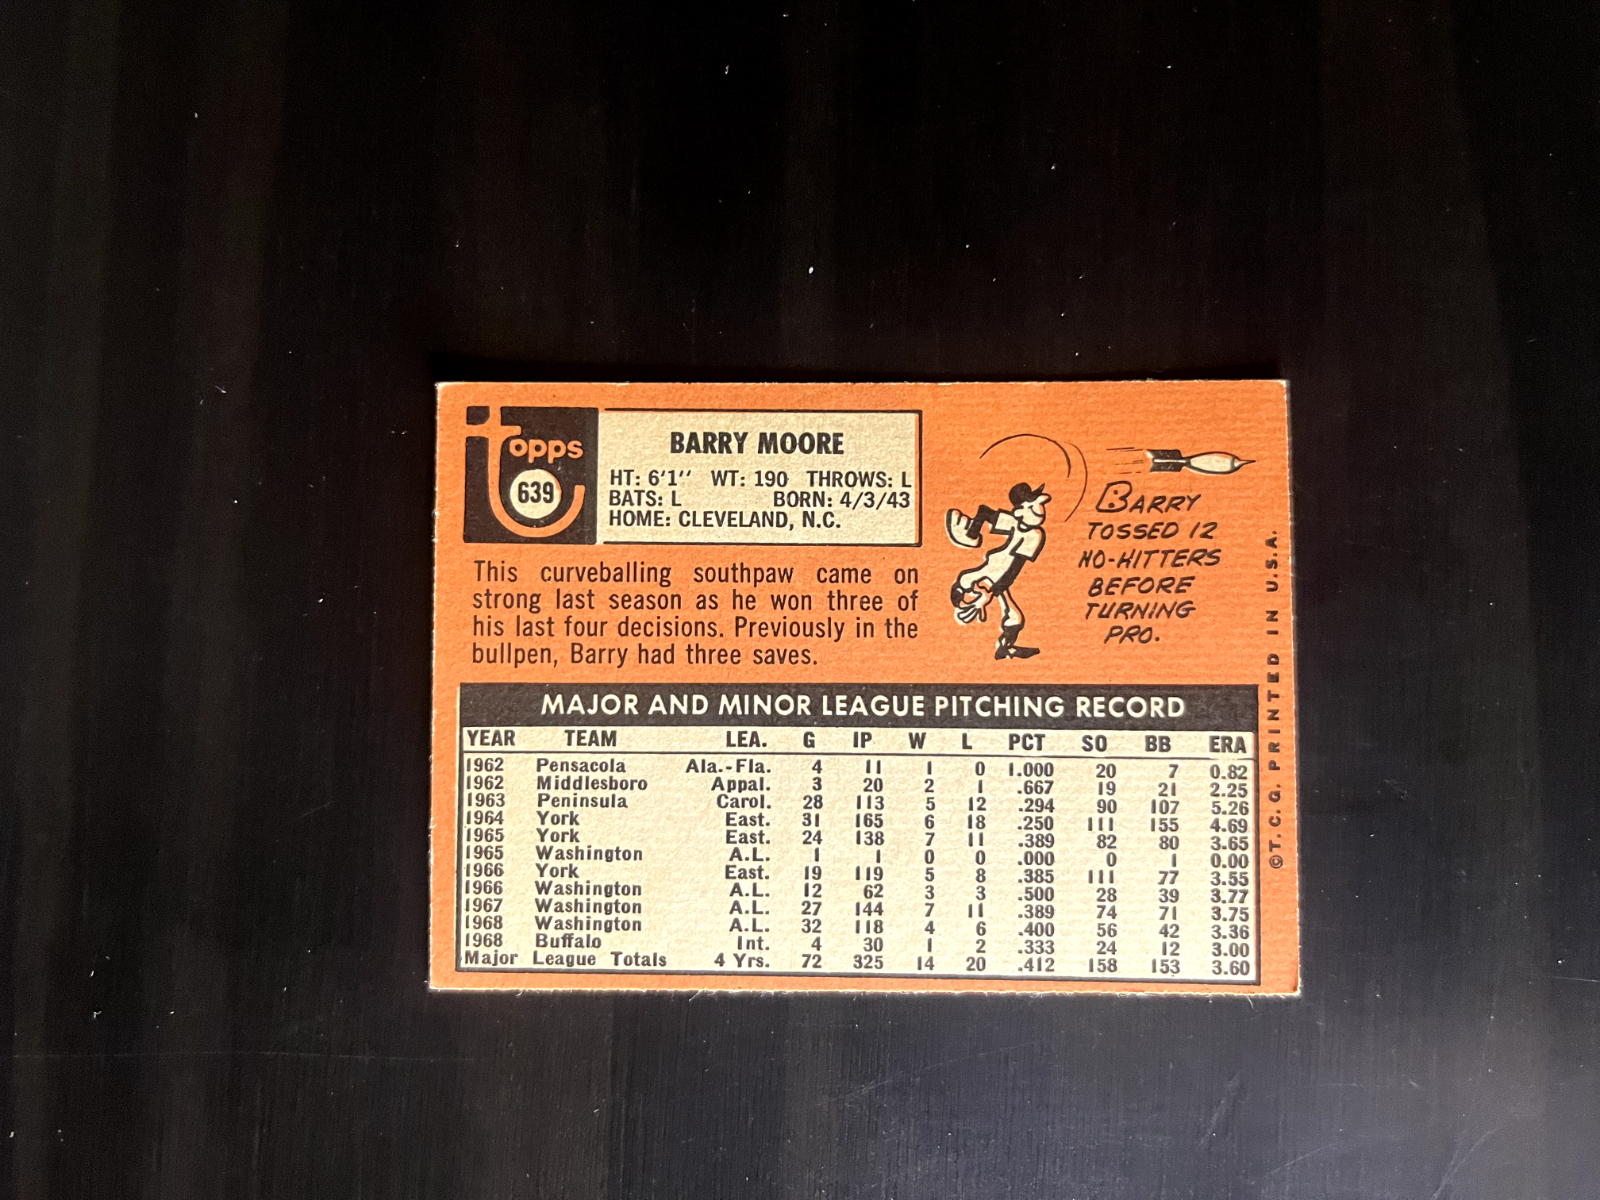 Topps
639
BARRY MOORE
HT: 6'1" WT: 190 THROWS: L
BATS: L BORN: 4/3/43
HOME: CLEVELAND, N.C.
This curveballing southpaw came on
strong last season as he won three of
his last four decisions. Previously in the
bullpen, Barry had three saves.
BARRY
TOSSED 12
NO-HITTERS
BEFORE
TURNING
PRO.
MAJOR AND MINOR LEAGUE PITCHING RECORD
YEAR TEAM LEA. G IP W L PCT SO BB ERA
1962 Pensacola Ala.-Fla. 4 11 1 0 1.000 20 7 0.82
1962 Middlesboro Appal. 3 20 2 1 .667 19 21 2.25
1963 Peninsula Carol. 28 113 5 12 .294 90 107 5.26
1964 York East. 31 165 6 18 .250 111 155 4.69
1965 York East. 24 138 7 11 .389 82 80 3.65
1965 Washington A.L. 1 1 0 0 .000 0 1 0.00
1966 York East. 19 119 5 8 .385 111 77 3.55
1966 Washington A.L. 12 62 3 3 .500 28 39 3.77
1967 Washington A.L. 27 144 7 11 .389 74 71 3.75
1968 Washington A.L. 32 118 4 6 .400 56 42 3.36
1968 Buffalo Int. 4 30 1 2 .333 24 12 3.00
Major League Totals 4 Yrs. 72 325 14 20 .412 158 153 3.60
©T.C.G. PRINTED IN U.S.A.